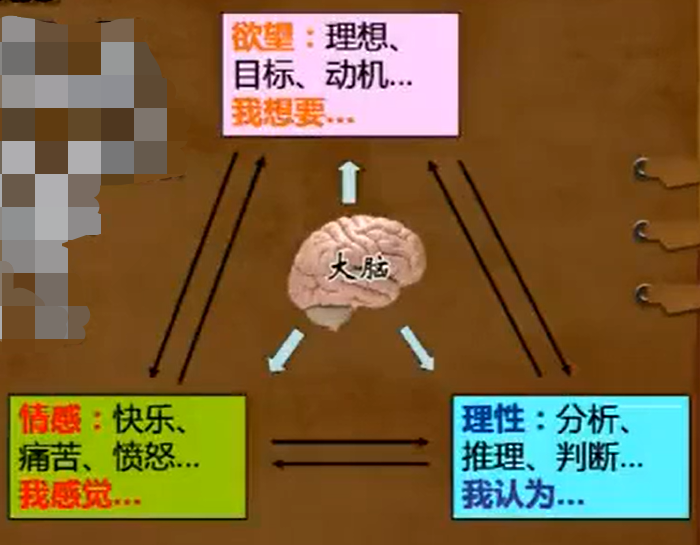 欲望：理想、
目标、动机...
我想要...
大脑
情感：快乐、
痛苦、愤怒...
我感觉...
理性：分析、
推理、判断...
我认为...